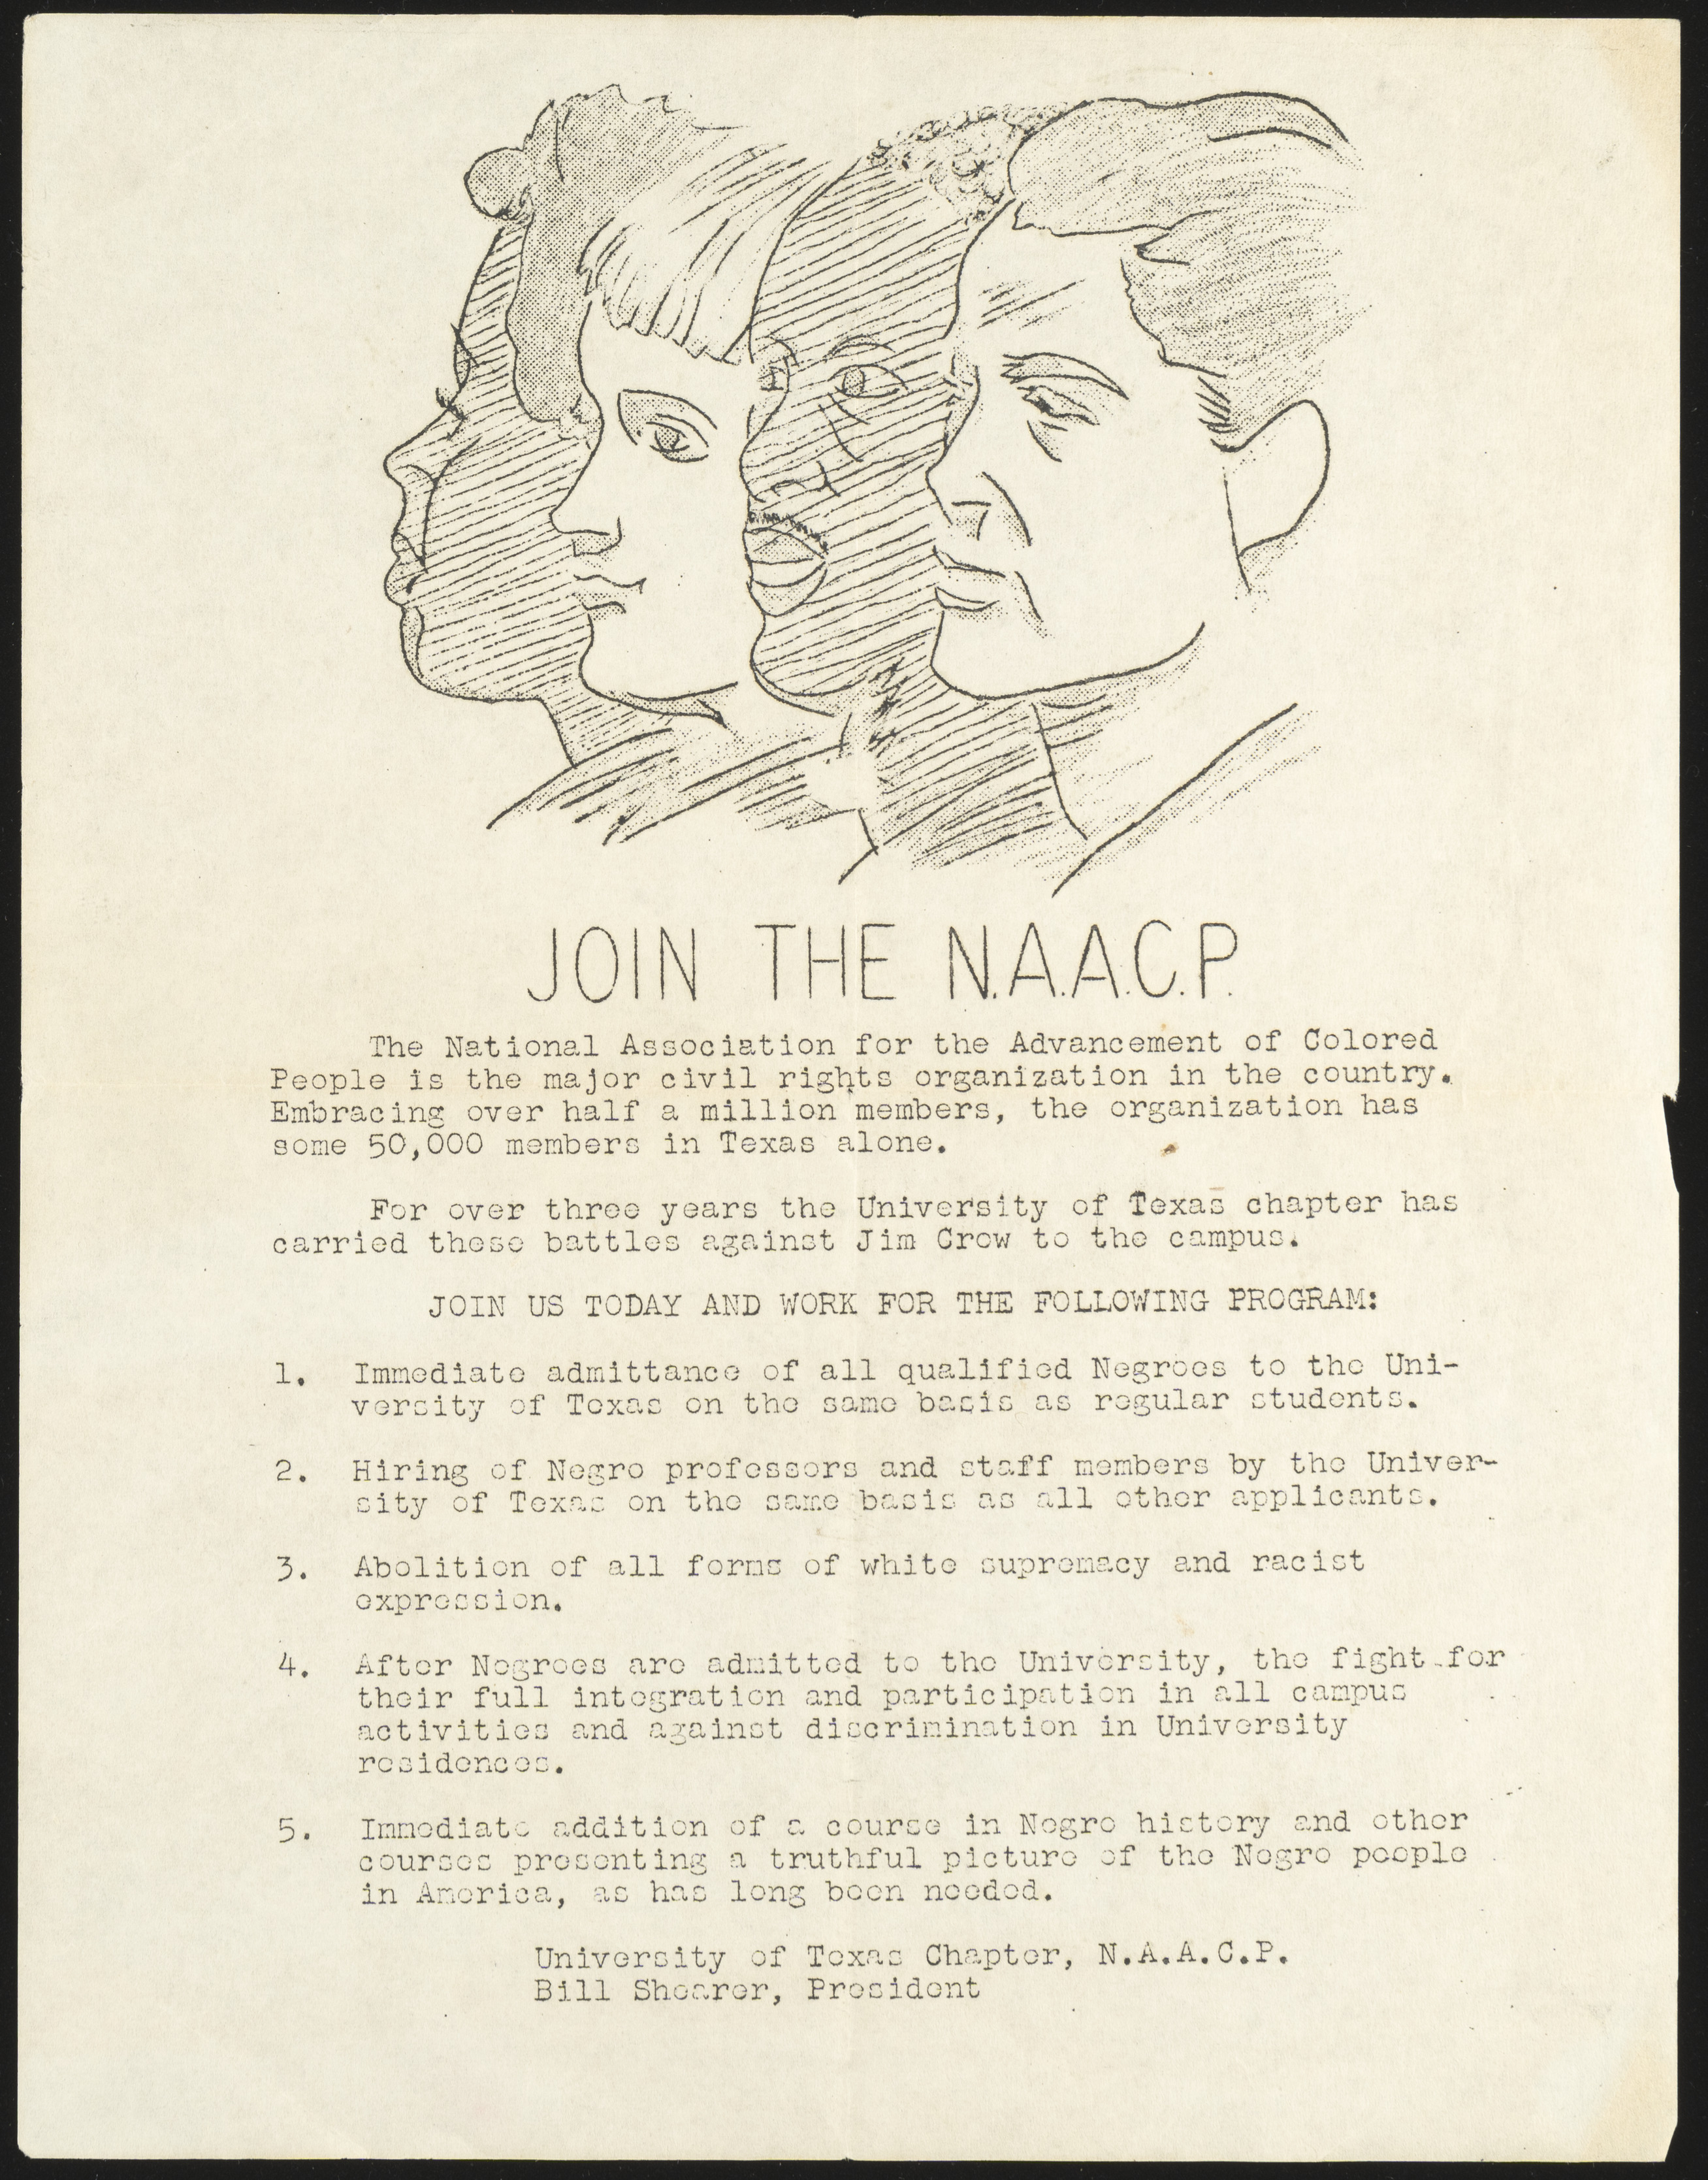 JOIN THE N.A.A.C.P.
The National Association for the Advancement of Colored
People is the major civil rights organization in the country.
Embracing over half a million members, the organization has
some 50,000 members in Texas alone.
For over three years the University of Texas chapter has
carried these battles against Jim Crow to the campus.
JOIN US TODAY AND WORK FOR THE FOLLOWING PROGRAM:
1. Immediate admittance of all qualified Negroes to the Uni-
versity of Texas on the same basis as regular students.
2. Hiring of Negro professors and staff members by the Univer-
sity of Texas on the same basis as all other applicants.
3. Abolition of all forms of white supremacy and racist
expression.
4. After Negroes are admitted to the University, the fight for
their full integration and participation in all campus
activities and against discrimination in University
residences.
5. Immediate addition of a course in Negro history and other
courses presenting a truthful picture of the Negro people
in America, as has long been needed.
University of Texas Chapter, N.A.A.C.P.
Bill Shearer, President